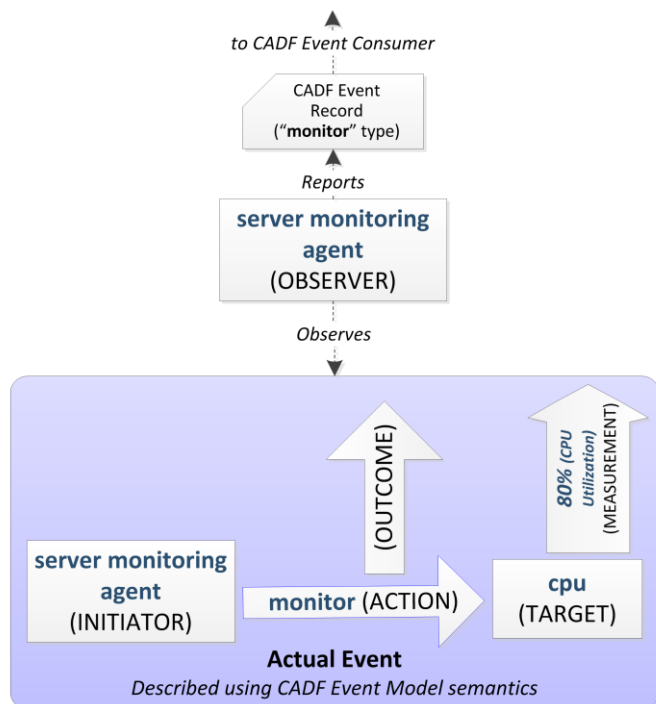 to CADF Event Consumer
CADF Event
Record
(“monitor” type)
Reports
server monitoring
agent
(OBSERVER)
Observes
(OUTCOME)
80% (CPU
Utilization)
(MEASUREMENT)
server monitoring
agent
(INITIATOR)
monitor (ACTION)
cpu
(TARGET)
Actual Event
Described using CADF Event Model semantics